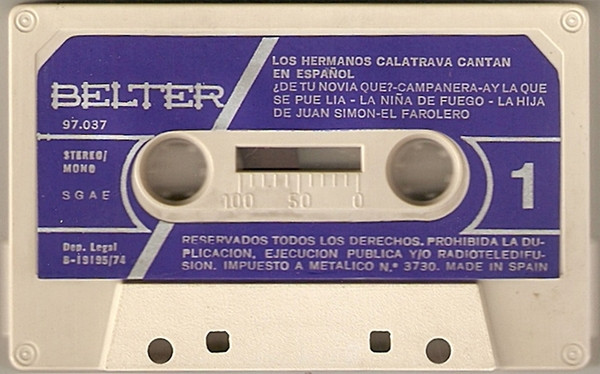 LOS HERMANOS CALATRAVA CANTAN
EN ESPAÑOL
¿DE TU NOVIA QUE?-CAMPANERA-AY LA QUE
SE PUE LIA - LA NIÑA DE FUEGO - LA HIJA
DE JUAN SIMON-EL FAROLERO
BELTER
97.037
STEREO/
MONO
SGAE
100 50 0
1
Dep. Legal
B-19195/74
RESERVADOS TODOS LOS DERECHOS. PROHIBIDA LA DU-
PLICACION, EJECUCION PUBLICA Y/O RADIOTELEDIFU-
SION. IMPUESTO A METALICO N.º 3730. MADE IN SPAIN